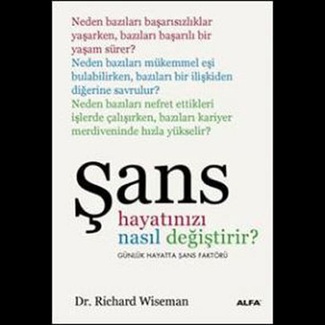 Neden bazıları başarısızlıklar
yaşarken, bazıları başarılı bir
yaşam sürer?
Neden bazıları mükemmel eşi
bulabilirken, bazıları bir ilişkiden
diğerine savrulur?
Neden bazıları nefret ettikleri
işlerde çalışırken, bazıları kariyer
merdiveninde hızla yükselir?
Şans
hayatınızı
nasıl değiştirir?
GÜNLÜK HAYATTA ŞANS FAKTÖRÜ
Dr. Richard Wiseman
ALFA